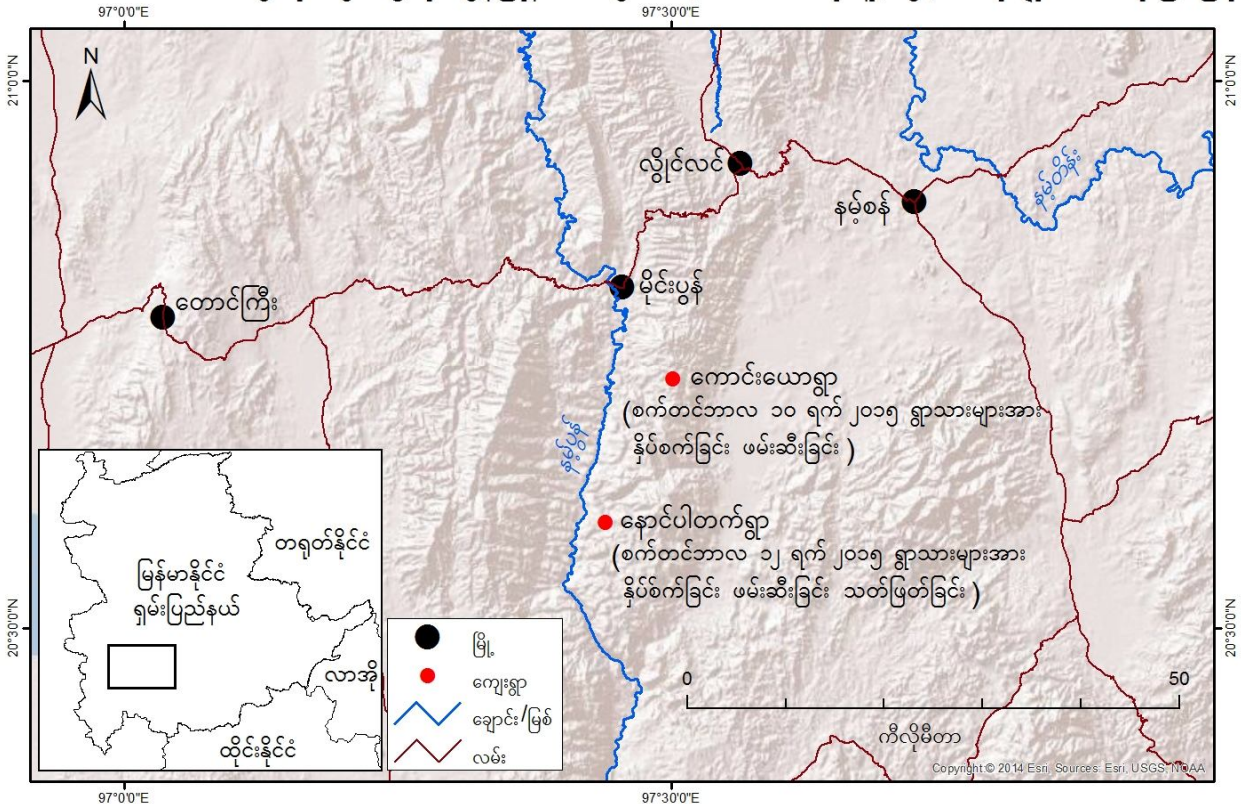 97°0'0"E
97°30'0"E
21°0'0"N
21°0'0"N
N
လွိုင်လင်
နမ့်စန်
နမ့်တိန်း
မိုင်းပွန်
တောင်ကြီး
ကောင်းယောရွာ
(စက်တင်ဘာလ ၁၀ ရက် ၂၀၁၅ ရွာသားများအား
နှိပ်စက်ခြင်း ဖမ်းဆီးခြင်း )
နမ့်ပွန်
နောင်ပါတက်ရွာ
(စက်တင်ဘာလ ၁၂ ရက် ၂၀၁၅ ရွာသားများအား
နှိပ်စက်ခြင်း ဖမ်းဆီးခြင်း သတ်ဖြတ်ခြင်း )
တရုတ်နိုင်ငံ
မြန်မာနိုင်ငံ
ရှမ်းပြည်နယ်
လာအို
ထိုင်းနိုင်ငံ
မြို့
ကျေးရွာ
ချောင်း/မြစ်
လမ်း
20°30'0"N
20°30'0"N
0
50
ကီလိုမီတာ
Copyright © 2014 Esri, Sources: Esri, USGS, NOAA
97°0'0"E
97°30'0"E